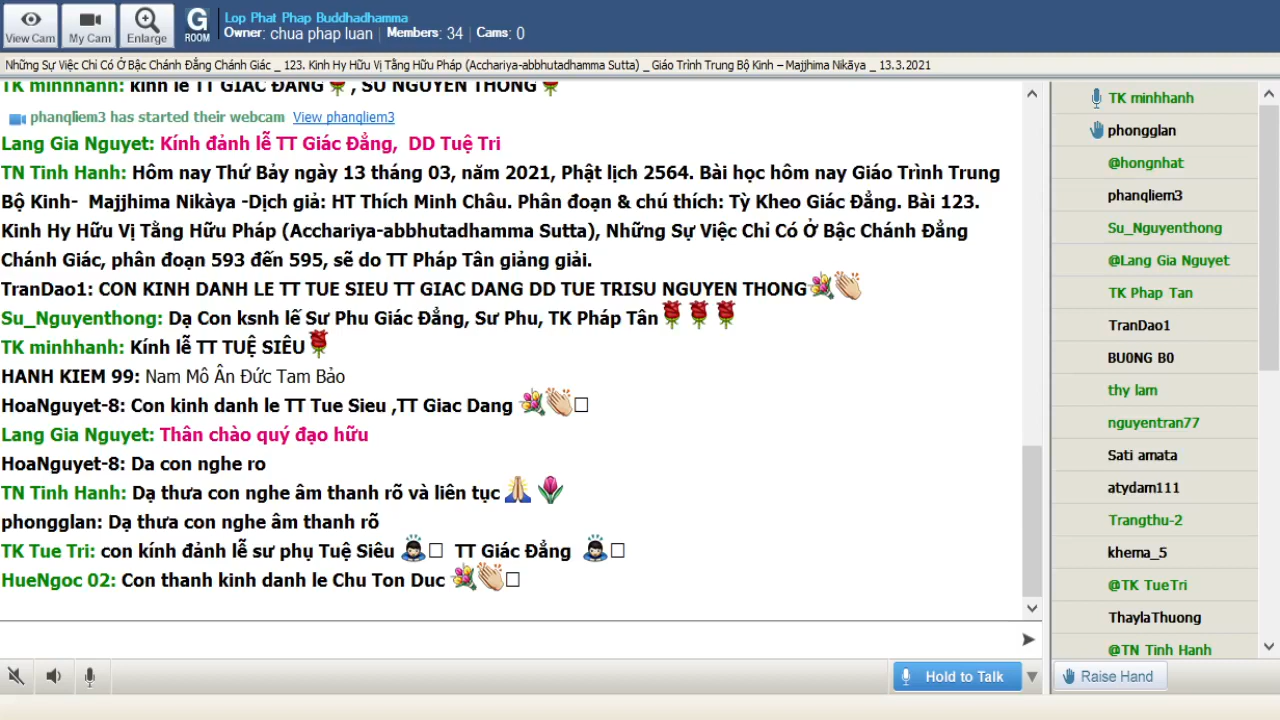 View Cam
My Cam
Enlarge
G
ROOM
Lop Phat Phap Buddhadhamma
Owner: chua phap luan | Members: 34 | Cams: 0
Những Sự Việc Chỉ Có Ở Bậc Chánh Đẳng Chánh Giác _ 123. Kinh Hy Hữu Vị Tằng Hữu Pháp (Acchariya-abbhutadhamma Sutta) _ Giáo Trình Trung Bộ Kinh – Majjhima Nikāya _ 13.3.2021
TK minhhanh: kính lễ TT GIÁC ĐẲNG🌹, SƯ NGUYÊN THÔNG🌹
phanqliem3 has started their webcam View phanqliem3
Lang Gia Nguyet: Kính đảnh lễ TT Giác Đẳng, DD Tuệ Tri
TN Tinh Hanh: Hôm nay Thứ Bảy ngày 13 tháng 03, năm 2021, Phật lịch 2564. Bài học hôm nay Giáo Trình Trung
Bộ Kinh- Majjhima Nikàya -Dịch giả: HT Thích Minh Châu. Phân đoạn & chú thích: Tỳ Kheo Giác Đẳng. Bài 123.
Kinh Hy Hữu Vị Tằng Hữu Pháp (Acchariya-abbhutadhamma Sutta), Những Sự Việc Chỉ Có Ở Bậc Chánh Đẳng
Chánh Giác, phân đoạn 593 đến 595, sẽ do TT Pháp Tân giảng giải.
TranDao1: CON KINH DANH LE TT TUE SIEU TT GIAC DANG DD TUE TRISU NGUYEN THONG💐👏
Su_Nguyenthong: Dạ Con ksnh lế Sư Phu Giác Đẳng, Sư Phu, TK Pháp Tân🌹🌹🌹
TK minhhanh: Kính lễ TT TUỆ SIÊU🌹
HANH KIEM 99: Nam Mô Ân Đức Tam Bảo
HoaNguyet-8: Con kinh danh le TT Tue Sieu ,TT Giac Dang 💐👏□
Lang Gia Nguyet: Thân chào quý đạo hữu
HoaNguyet-8: Da con nghe ro
TN Tinh Hanh: Dạ thưa con nghe âm thanh rõ và liên tục 🙏🌷
phongglan: Dạ thưa con nghe âm thanh rõ
TK Tue Tri: con kính đảnh lễ sư phụ Tuệ Siêu 🙇□ TT Giác Đẳng 🙇□
HueNgoc 02: Con thanh kinh danh le Chu Ton Duc 💐👏□
Hold to Talk
TK minhhanh
phongglan
@hongnhat
phanqliem3
Su_Nguyenthong
@Lang Gia Nguyet
TK Phap Tan
TranDao1
BU0NG B0
thy lam
nguyentran77
Sati amata
atydam111
Trangthu-2
khema_5
@TK TueTri
ThaylaThuong
@TN Tinh Hanh
Raise Hand